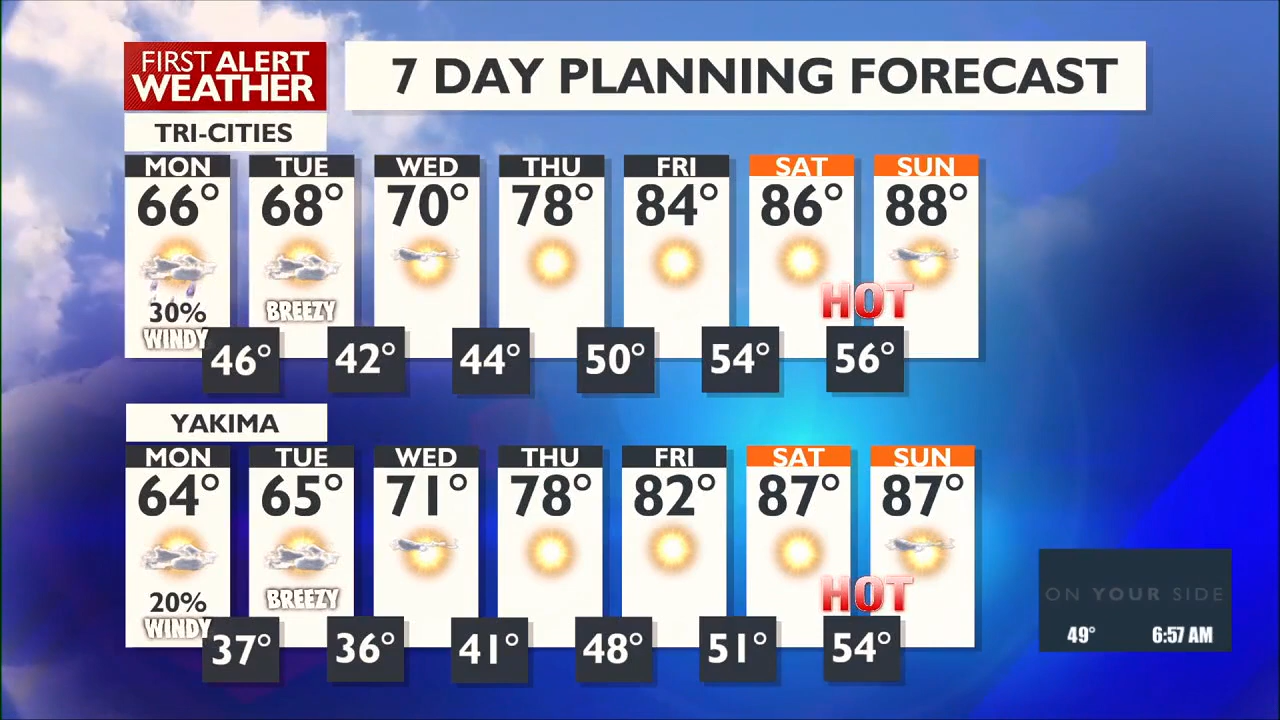 FIRST ALERT
WEATHER
7 DAY PLANNING FORECAST
TRI-CITIES
MON TUE WED THU FRI SAT SUN
66° 68° 70° 78° 84° 86° 88°
30% BREEZY HOT
WINDY
46° 42° 44° 50° 54° 56°
YAKIMA
MON TUE WED THU FRI SAT SUN
64° 65° 71° 78° 82° 87° 87°
20% BREEZY HOT
WINDY
37° 36° 41° 48° 51° 54°
ON YOUR SIDE
49° 6:57 AM